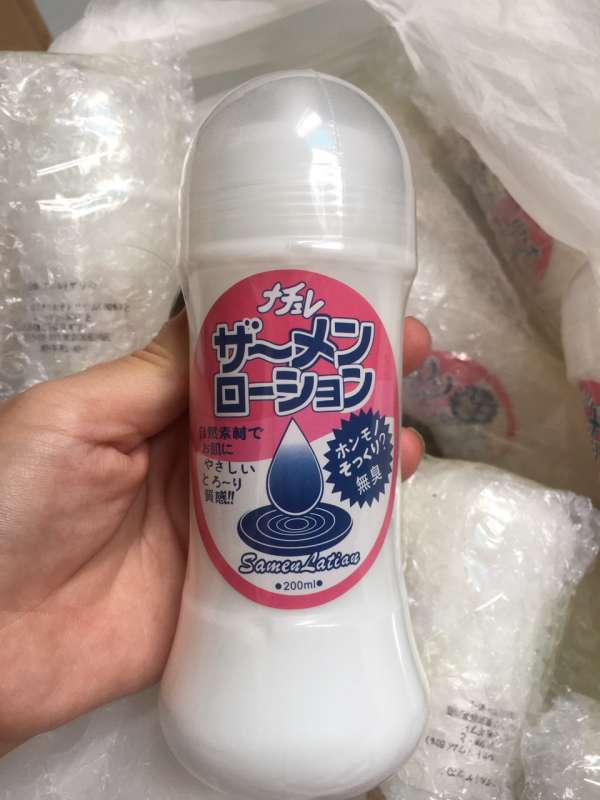 ナチュレ
ザ〜メン
ローション
自然素材で
お肌に
やさしい
とろ〜り
質感!!
ホンモノ
そっくり?
無臭
SamenLatian
●200ml●